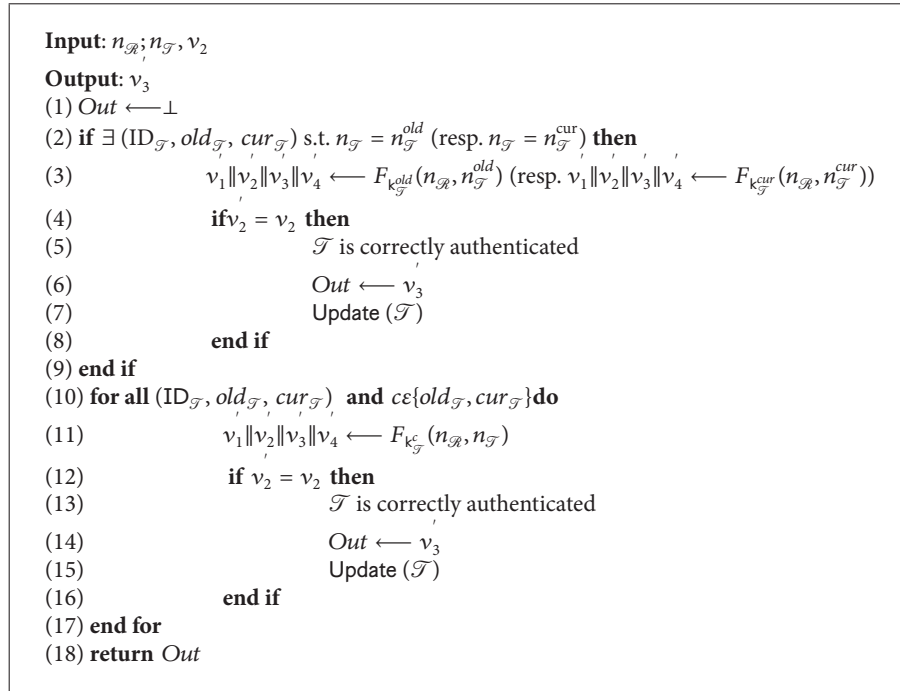 Input: n_ℛ; n_𝒯, v_2
Output: v′_3
(1) Out ⟵ ⊥
(2) if ∃ (ID_𝒯, old_𝒯, cur_𝒯) s.t. n_𝒯 = n_𝒯^old (resp. n_𝒯 = n_𝒯^cur) then
(3) v′_1‖v′_2‖v′_3‖v′_4 ⟵ F_{k_𝒯^old}(n_ℛ, n_𝒯^old) (resp. v′_1‖v′_2‖v′_3‖v′_4 ⟵ F_{k_𝒯^cur}(n_ℛ, n_𝒯^cur))
(4) ifv′_2 = v_2 then
(5) 𝒯 is correctly authenticated
(6) Out ⟵ v′_3
(7) Update (𝒯)
(8) end if
(9) end if
(10) for all (ID_𝒯, old_𝒯, cur_𝒯) and cε{old_𝒯, cur_𝒯}do
(11) v′_1‖v′_2‖v′_3‖v′_4 ⟵ F_{k_𝒯^c}(n_ℛ, n_𝒯)
(12) if v′_2 = v_2 then
(13) 𝒯 is correctly authenticated
(14) Out ⟵ v′_3
(15) Update (𝒯)
(16) end if
(17) end for
(18) return Out